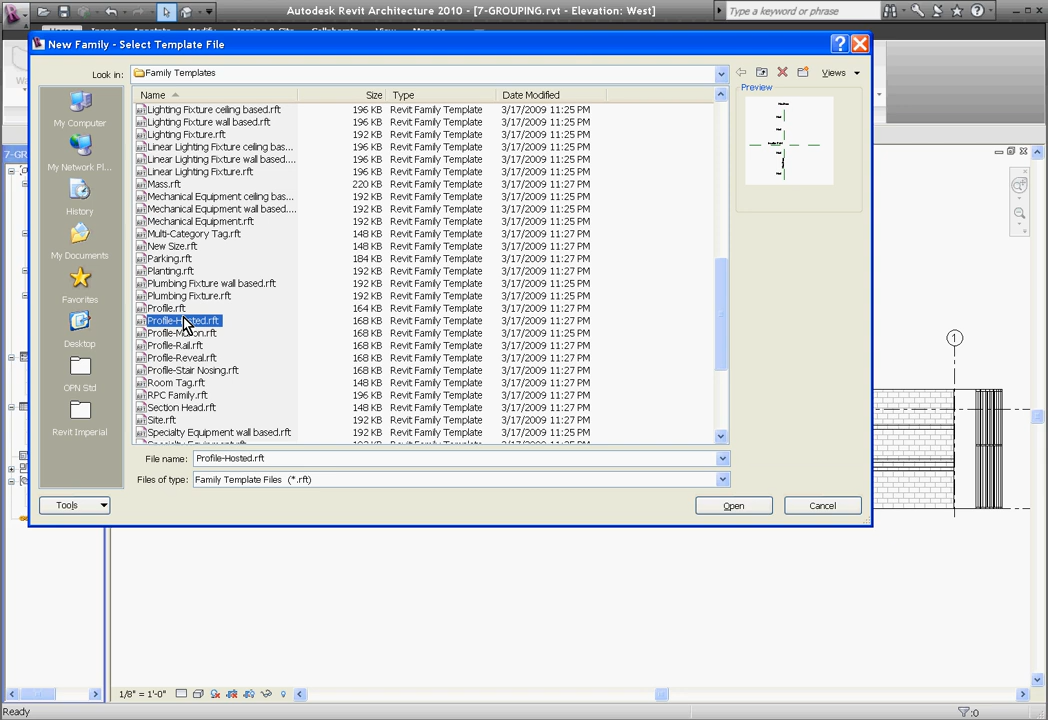 Autodesk Revit Architecture 2010 - [7-GROUPING.rvt - Elevation: West]
Type a keyword or phrase
New Family - Select Template File
Look in:
Family Templates
Views
Name
Size
Type
Date Modified
Preview
Lighting Fixture ceiling based.rft 196 KB Revit Family Template 3/17/2009 11:25 PM
Lighting Fixture wall based.rft 196 KB Revit Family Template 3/17/2009 11:25 PM
Lighting Fixture.rft 192 KB Revit Family Template 3/17/2009 11:25 PM
Linear Lighting Fixture ceiling bas... 196 KB Revit Family Template 3/17/2009 11:25 PM
Linear Lighting Fixture wall based.... 196 KB Revit Family Template 3/17/2009 11:25 PM
Linear Lighting Fixture.rft 196 KB Revit Family Template 3/17/2009 11:25 PM
Mass.rft 220 KB Revit Family Template 3/17/2009 11:25 PM
Mechanical Equipment ceiling bas... 192 KB Revit Family Template 3/17/2009 11:25 PM
Mechanical Equipment wall based.... 192 KB Revit Family Template 3/17/2009 11:25 PM
Mechanical Equipment.rft 192 KB Revit Family Template 3/17/2009 11:25 PM
Multi-Category Tag.rft 148 KB Revit Family Template 3/17/2009 11:27 PM
New Size.rft 148 KB Revit Family Template 3/17/2009 11:27 PM
Parking.rft 184 KB Revit Family Template 3/17/2009 11:27 PM
Planting.rft 192 KB Revit Family Template 3/17/2009 11:27 PM
Plumbing Fixture wall based.rft 192 KB Revit Family Template 3/17/2009 11:25 PM
Plumbing Fixture.rft 192 KB Revit Family Template 3/17/2009 11:25 PM
Profile.rft 164 KB Revit Family Template 3/17/2009 11:27 PM
Profile-Hosted.rft 168 KB Revit Family Template 3/17/2009 11:27 PM
168 KB Revit Family Template 3/17/2009 11:27 PM
Profile-Rail.rft 168 KB Revit Family Template 3/17/2009 11:27 PM
Profile-Reveal.rft 168 KB Revit Family Template 3/17/2009 11:27 PM
Profile-Stair Nosing.rft 168 KB Revit Family Template 3/17/2009 11:27 PM
Room Tag.rft 148 KB Revit Family Template 3/17/2009 11:27 PM
RPC Family.rft 196 KB Revit Family Template 3/17/2009 11:27 PM
Section Head.rft 148 KB Revit Family Template 3/17/2009 11:27 PM
Site.rft 192 KB Revit Family Template 3/17/2009 11:27 PM
Specialty Equipment wall based.rft 192 KB Revit Family Template 3/17/2009 11:25 PM
My Computer
My Network Pl...
History
My Documents
Favorites
Desktop
OPN Std
Revit Imperial
File name:
Profile-Hosted.rft
Files of type:
Family Template Files (*.rft)
Tools
Open
Cancel
1
1/8" = 1'-0"
Ready
:0